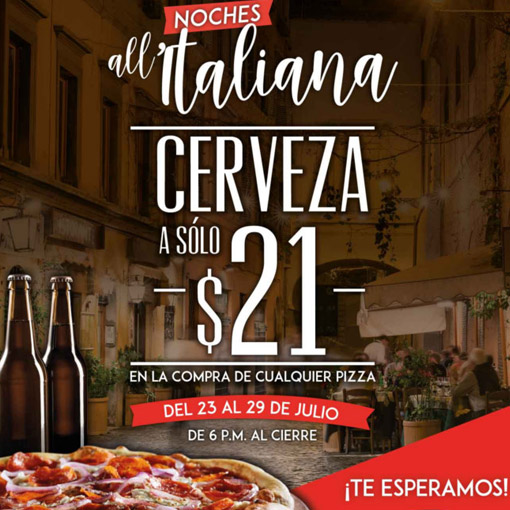 NOCHES
all'Italiana
CERVEZA
A SÓLO
$21
EN LA COMPRA DE CUALQUIER PIZZA
DEL 23 AL 29 DE JULIO
DE 6 P.M. AL CIERRE
¡TE ESPERAMOS!